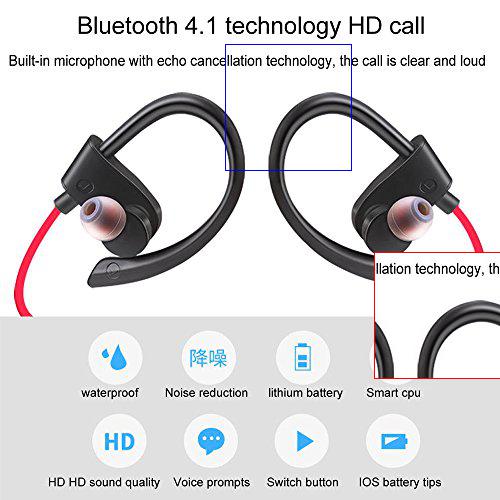 Bluetooth 4.1 technology HD call
Built-in microphone with echo cancellation technology, the call is clear and loud
llation technology, th
降噪
waterproof Noise reduction lithium battery Smart cpu
HD
HD HD sound quality Voice prompts Switch button IOS battery tips